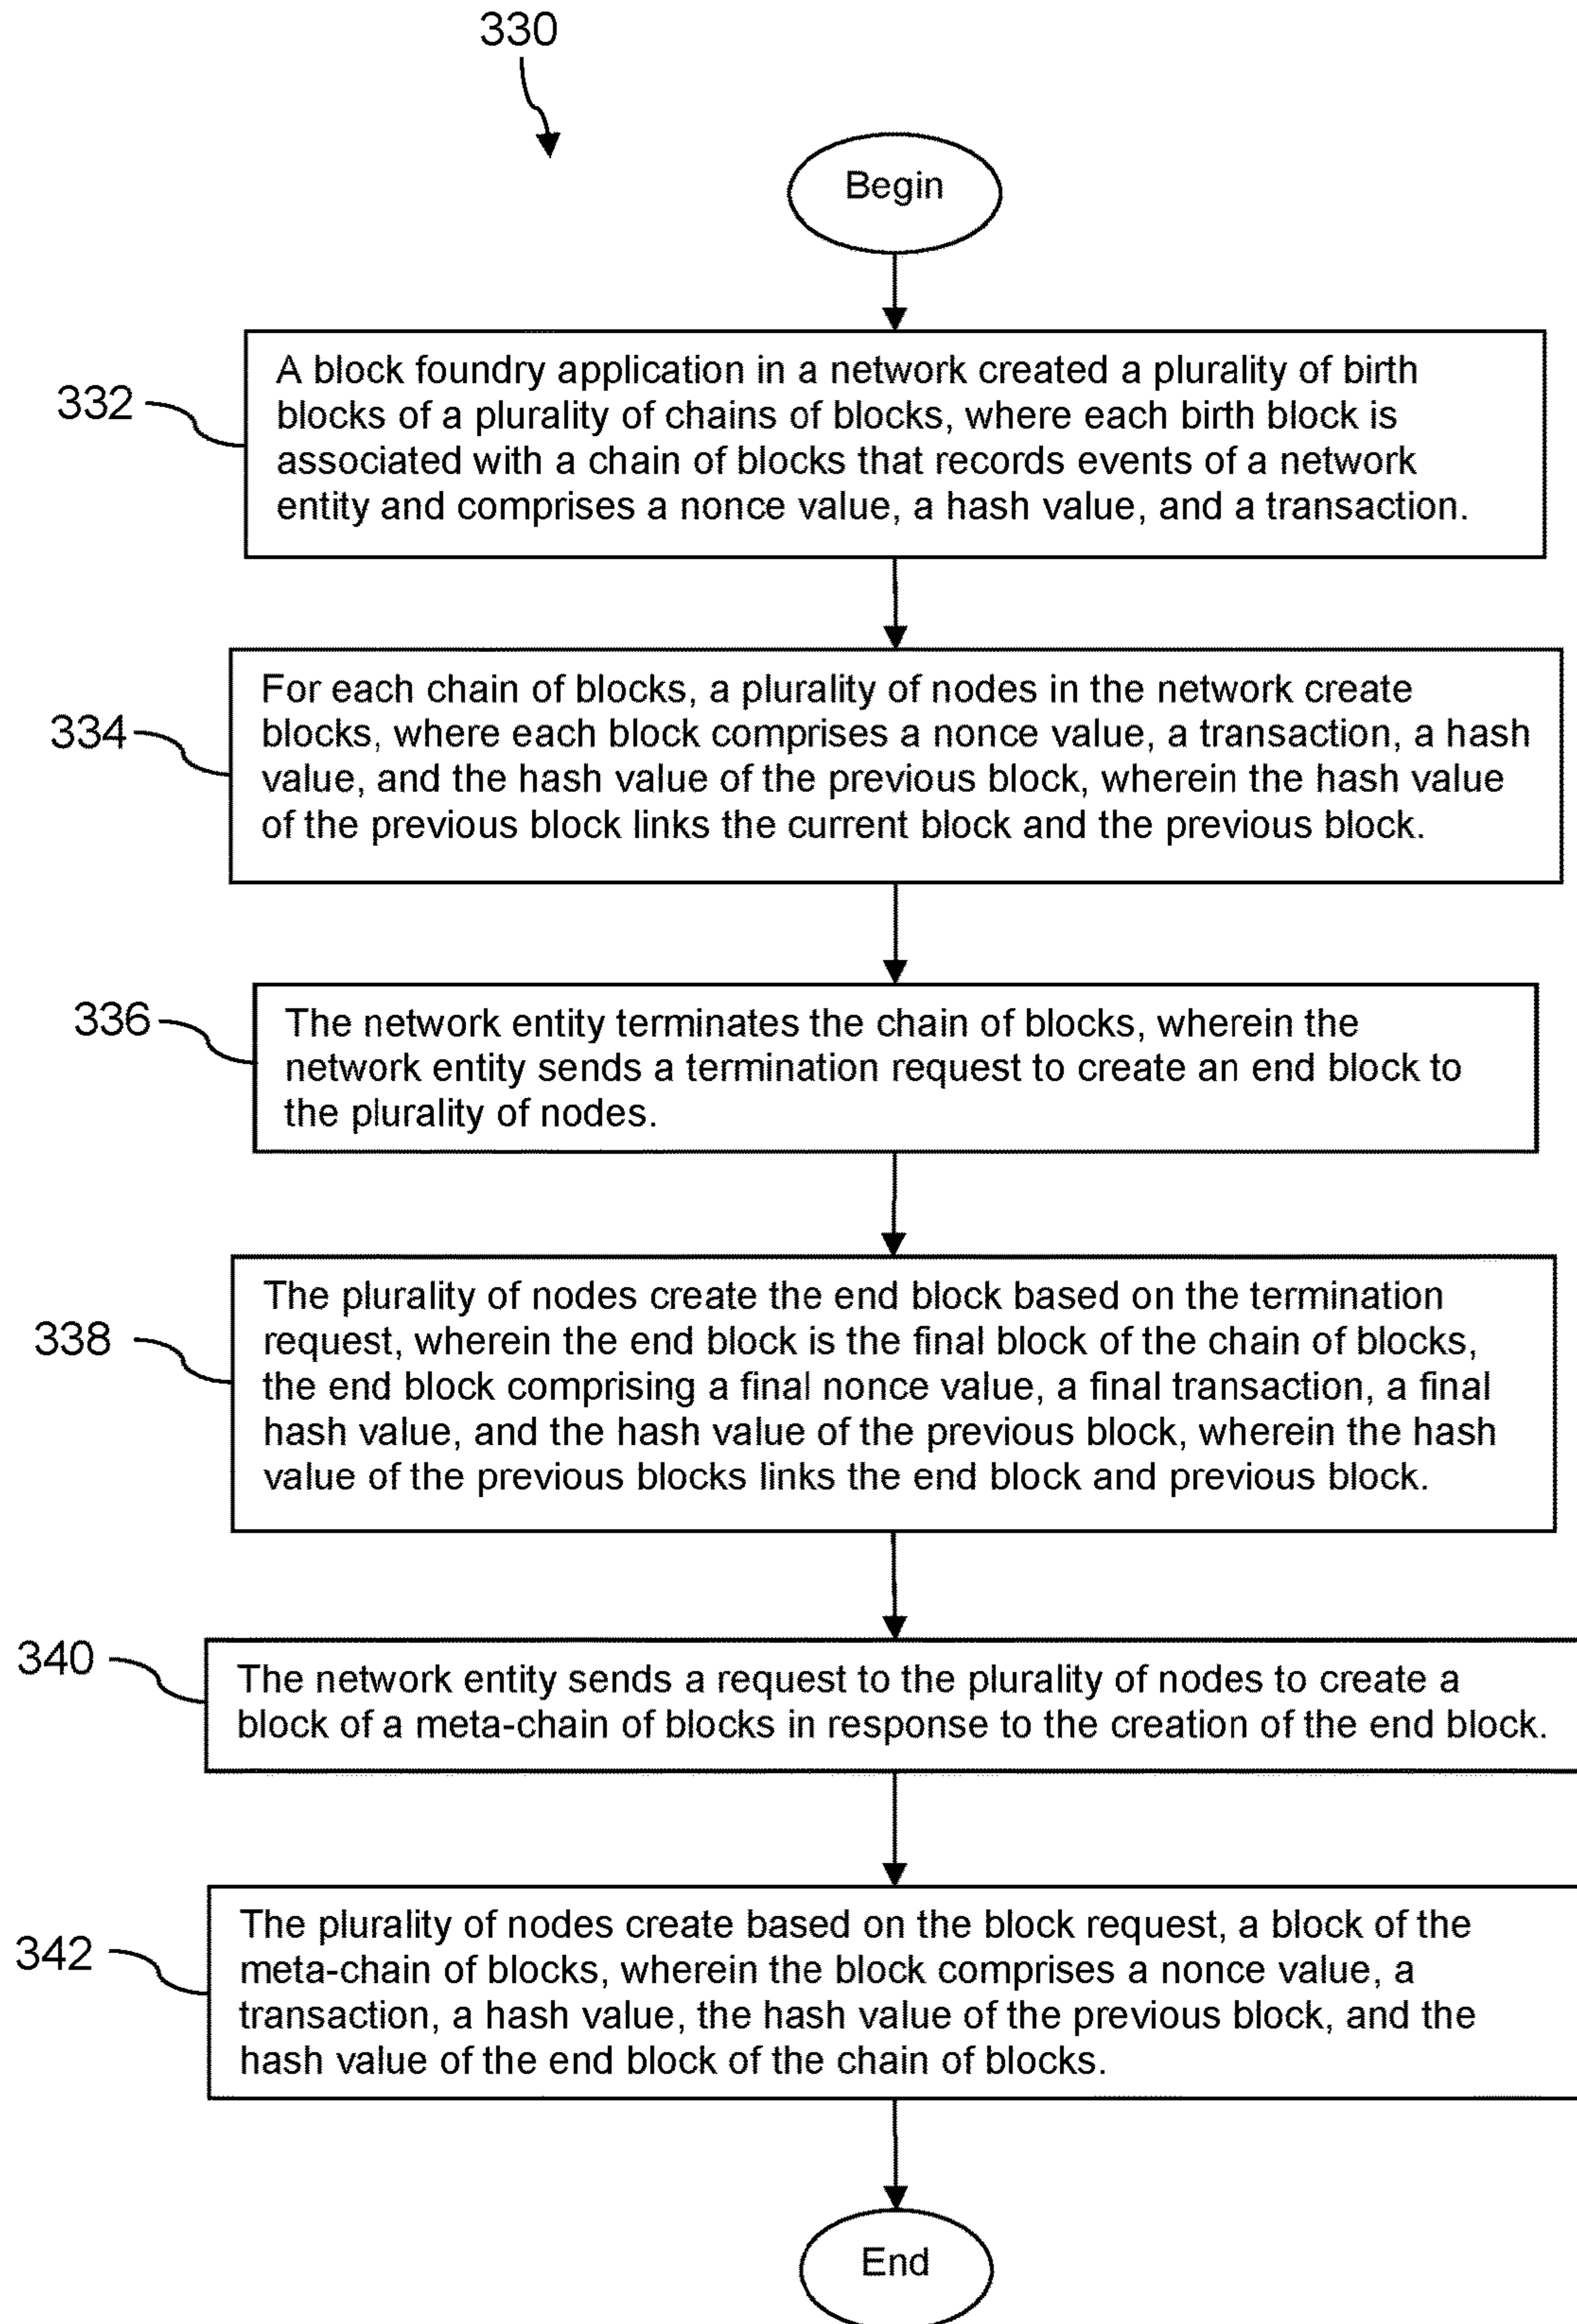 330
Begin
332
A block foundry application in a network created a plurality of birth
blocks of a plurality of chains of blocks, where each birth block is
associated with a chain of blocks that records events of a network
entity and comprises a nonce value, a hash value, and a transaction.
334
For each chain of blocks, a plurality of nodes in the network create
blocks, where each block comprises a nonce value, a transaction, a hash
value, and the hash value of the previous block, wherein the hash value
of the previous block links the current block and the previous block.
336
The network entity terminates the chain of blocks, wherein the
network entity sends a termination request to create an end block to
the plurality of nodes.
338
The plurality of nodes create the end block based on the termination
request, wherein the end block is the final block of the chain of blocks,
the end block comprising a final nonce value, a final transaction, a final
hash value, and the hash value of the previous block, wherein the hash
value of the previous blocks links the end block and previous block.
340
The network entity sends a request to the plurality of nodes to create a
block of a meta-chain of blocks in response to the creation of the end block.
342
The plurality of nodes create based on the block request, a block of the
meta-chain of blocks, wherein the block comprises a nonce value, a
transaction, a hash value, the hash value of the previous block, and the
hash value of the end block of the chain of blocks.
End